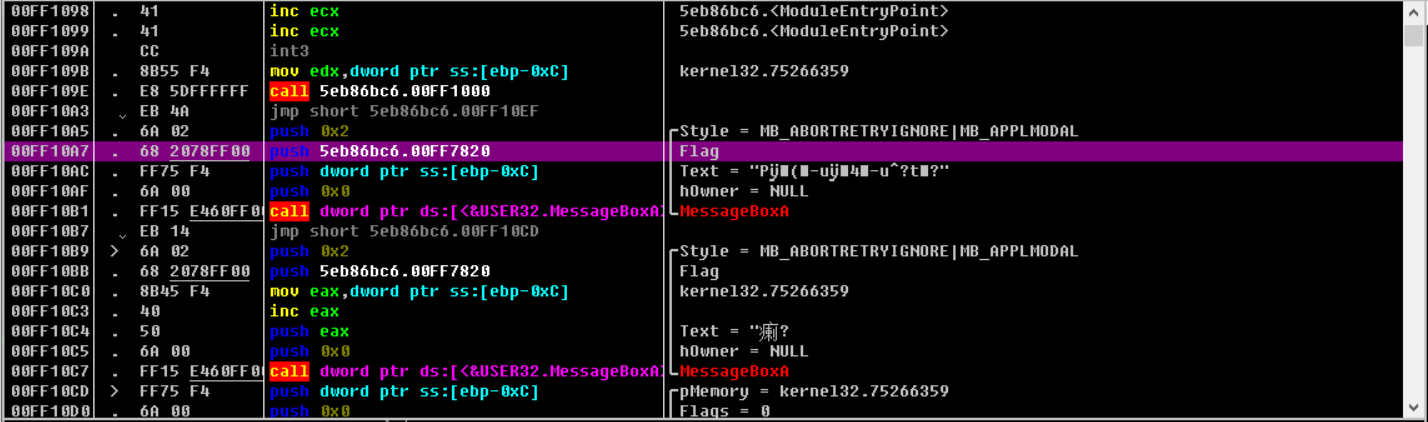 00FF1098 . 41 inc ecx 5eb86bc6.<ModuleEntryPoint>
00FF1099 . 41 inc ecx 5eb86bc6.<ModuleEntryPoint>
00FF109A CC int3
00FF109B . 8B55 F4 mov edx,dword ptr ss:[ebp-0xC] kernel32.75266359
00FF109E . E8 5DFFFFFF call 5eb86bc6.00FF1000
00FF10A3 . EB 4A jmp short 5eb86bc6.00FF10EF
00FF10A5 . 6A 02 push 0x2 Style = MB_ABORTRETRYIGNORE|MB_APPLMODAL
00FF10A7 . 68 2078FF00 push 5eb86bc6.00FF7820 Flag
00FF10AC . FF75 F4 push dword ptr ss:[ebp-0xC] Text =
00FF10AF . 6A 00 push 0x0 hOwner = NULL
00FF10B1 . FF15 E460FF0 call dword ptr ds:[<&USER32.MessageBoxA> MessageBoxA
00FF10B7 . EB 14 jmp short 5eb86bc6.00FF10CD
00FF10B9 > 6A 02 push 0x2 Style = MB_ABORTRETRYIGNORE|MB_APPLMODAL
00FF10BB . 68 2078FF00 push 5eb86bc6.00FF7820 Flag
00FF10C0 . 8B45 F4 mov eax,dword ptr ss:[ebp-0xC] kernel32.75266359
00FF10C3 . 40 inc eax
00FF10C4 . 50 push eax Text =
00FF10C5 . 6A 00 push 0x0 hOwner = NULL
00FF10C7 . FF15 E460FF0 call dword ptr ds:[<&USER32.MessageBoxA> MessageBoxA
00FF10CD > FF75 F4 push dword ptr ss:[ebp-0xC] pMemory = kernel32.75266359
00FF10D0 . 6A 00 push 0x0 Flags = 0